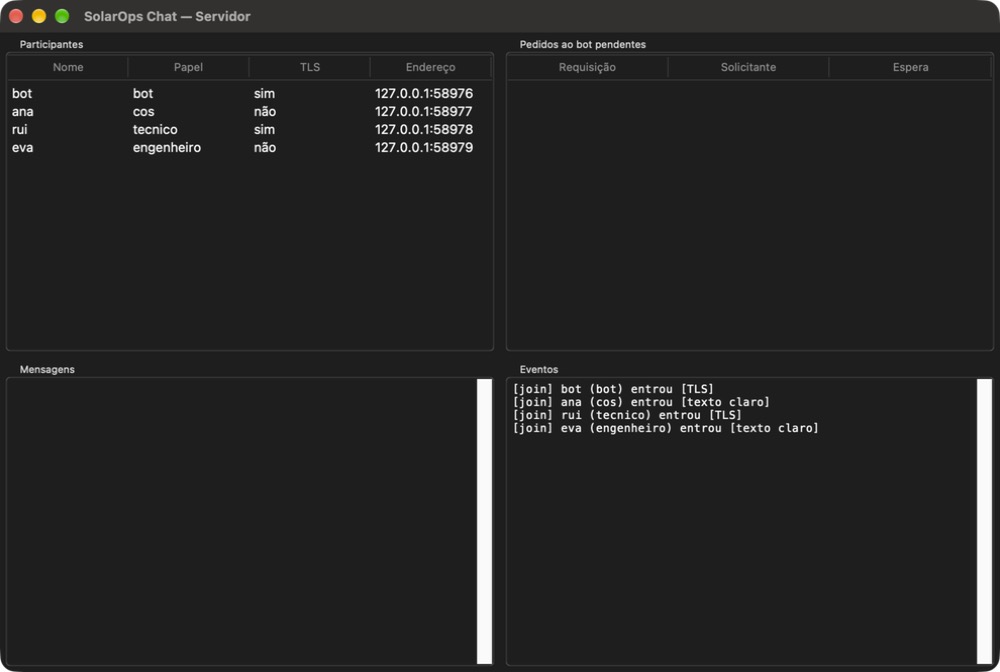 SolarOps Chat — Servidor
Participantes
Nome Papel TLS Endereço
bot bot sim 127.0.0.1:58976
ana cos não 127.0.0.1:58977
rui tecnico sim 127.0.0.1:58978
eva engenheiro não 127.0.0.1:58979
Pedidos ao bot pendentes
Requisição Solicitante Espera
Mensagens
Eventos
[join] bot (bot) entrou [TLS]
[join] ana (cos) entrou [texto claro]
[join] rui (tecnico) entrou [TLS]
[join] eva (engenheiro) entrou [texto claro]